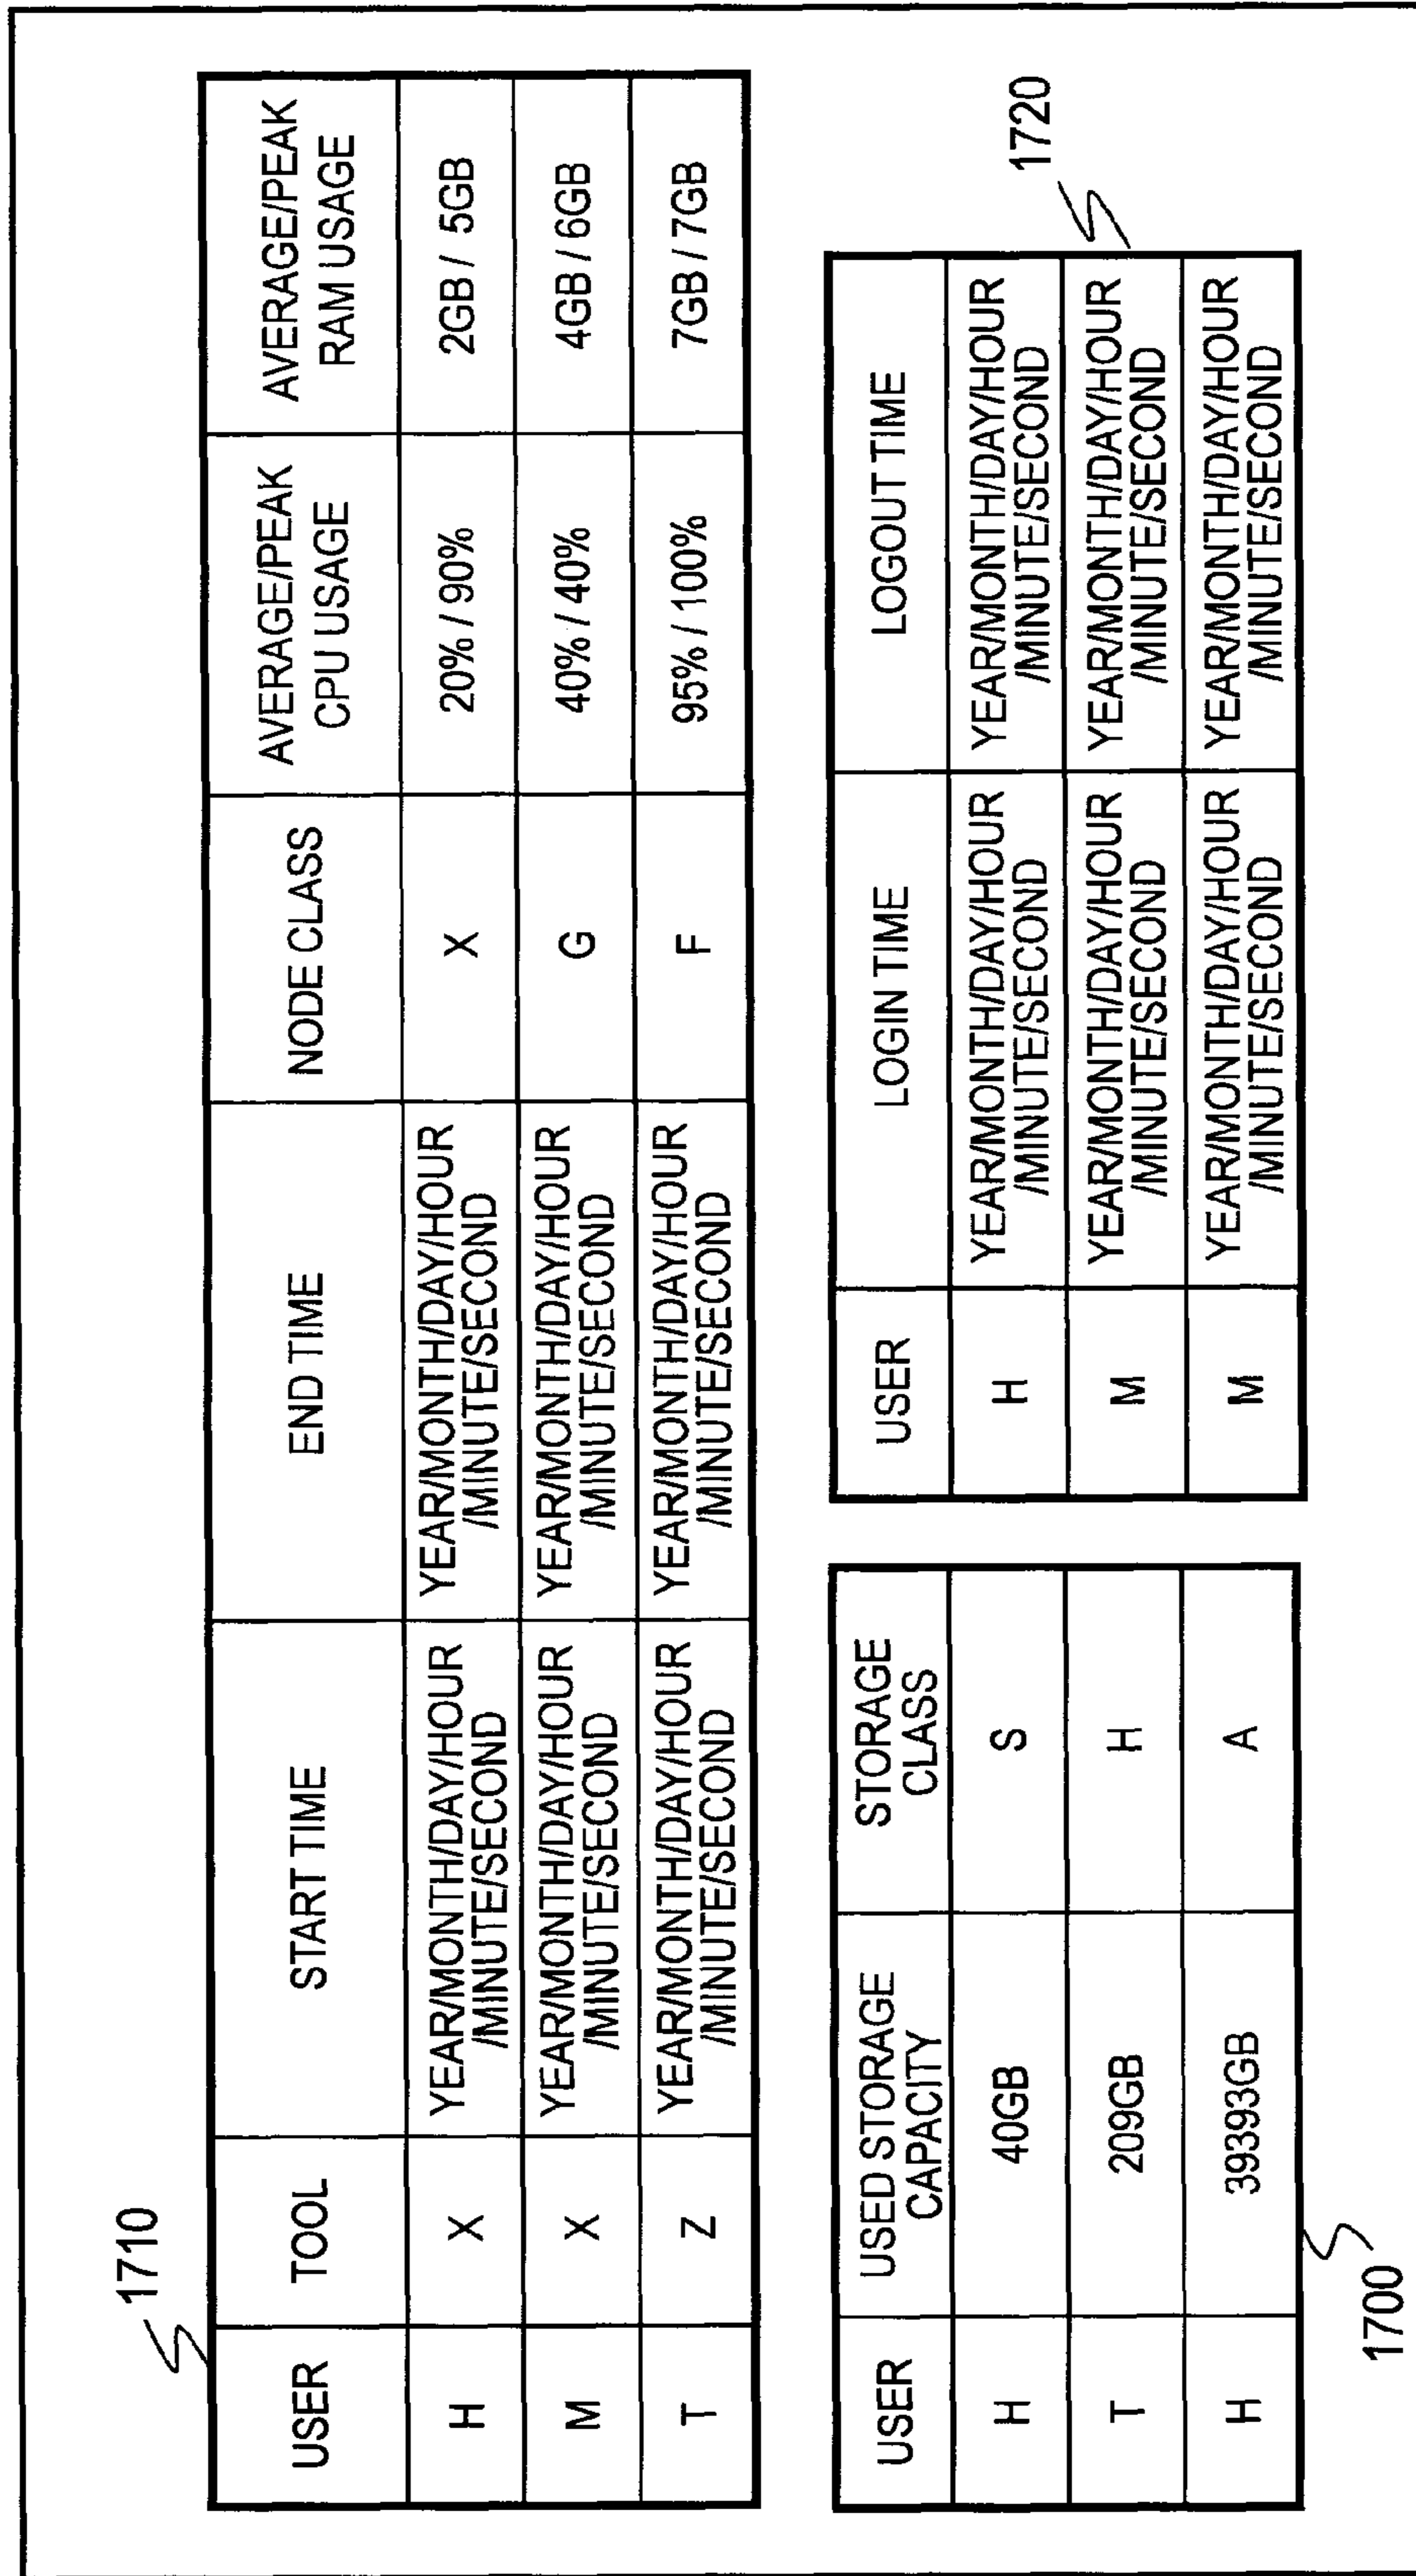 1710
USER TOOL START TIME END TIME NODE CLASS AVERAGE/PEAK CPU USAGE AVERAGE/PEAK RAM USAGE
H X YEAR/MONTH/DAY/HOUR /MINUTE/SECOND YEAR/MONTH/DAY/HOUR /MINUTE/SECOND X 20% / 90% 2GB / 5GB
M X YEAR/MONTH/DAY/HOUR /MINUTE/SECOND YEAR/MONTH/DAY/HOUR /MINUTE/SECOND G 40% / 40% 4GB / 6GB
T Z YEAR/MONTH/DAY/HOUR /MINUTE/SECOND YEAR/MONTH/DAY/HOUR /MINUTE/SECOND F 95% / 100% 7GB / 7GB
USER USED STORAGE CAPACITY STORAGE CLASS
H 40GB S
T 209GB H
H 39393GB A
1700
USER LOGIN TIME LOGOUT TIME
H YEAR/MONTH/DAY/HOUR /MINUTE/SECOND YEAR/MONTH/DAY/HOUR /MINUTE/SECOND
M YEAR/MONTH/DAY/HOUR /MINUTE/SECOND YEAR/MONTH/DAY/HOUR /MINUTE/SECOND
M YEAR/MONTH/DAY/HOUR /MINUTE/SECOND YEAR/MONTH/DAY/HOUR /MINUTE/SECOND
1720